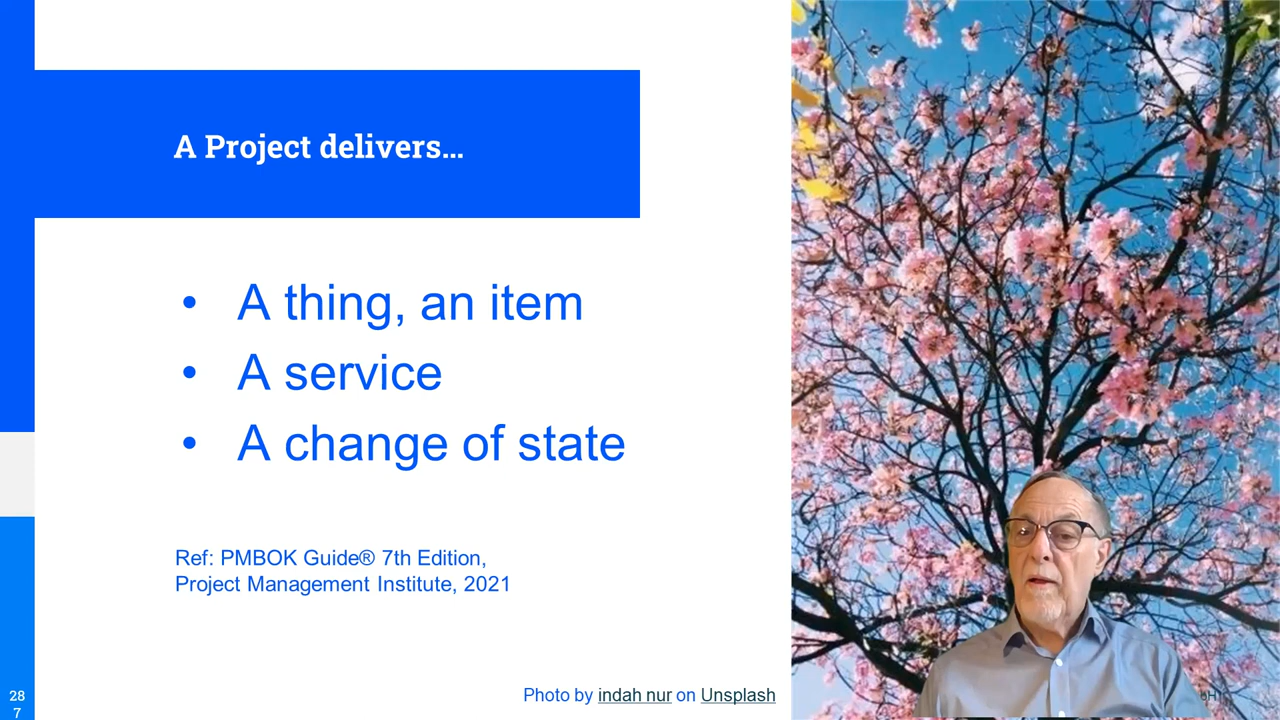 A Project delivers...
• A thing, an item
• A service
• A change of state
Ref: PMBOK Guide® 7th Edition,
Project Management Institute, 2021
Photo by indah nur on Unsplash
28
7